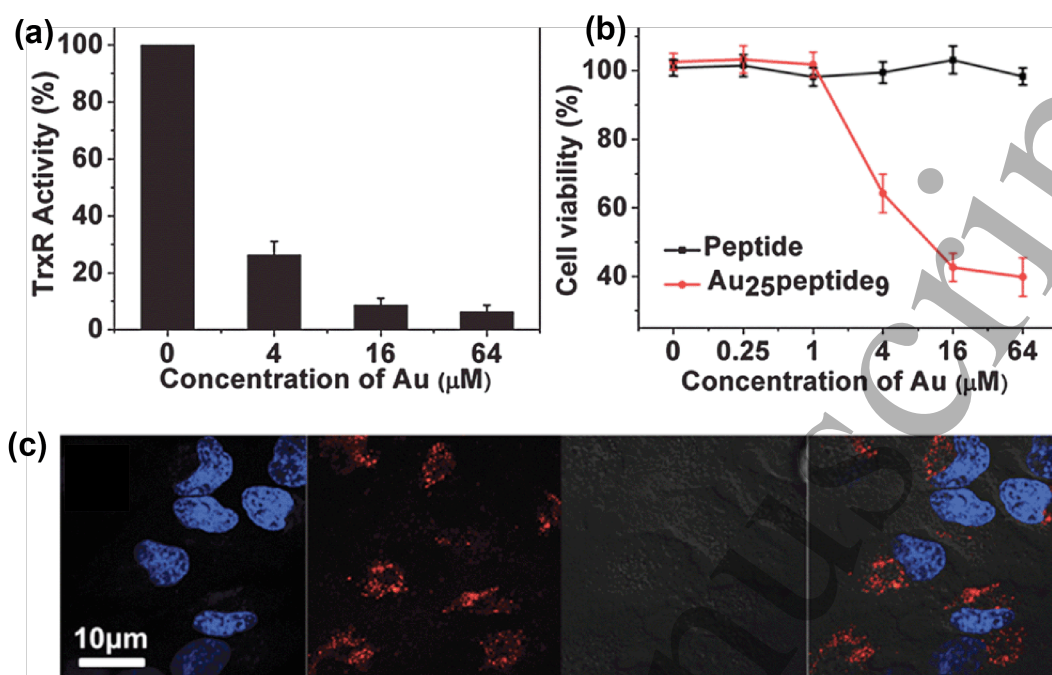 (a)
TrxR Activity (%)
100
80
60
40
20
0
0 4 16 64
Concentration of Au (μM)
(b)
Cell viability (%)
100
80
60
40
Peptide
Au25peptide9
0 0.25 1 4 16 64
Concentration of Au (μM)
(c)
10μm